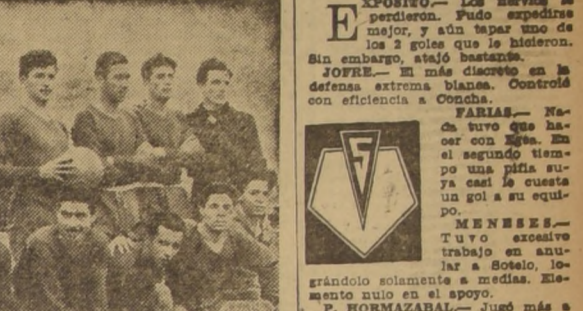 EXPOSITO.— Los nervios le
perdieron. Pudo expedirse
mejor, y aún tapar uno de
los 2 goles que le hicieron.
Sin embargo, atajó bastante.
JOFRE.— El más discreto en la
defensa extrema blanca. Controló
con eficiencia a Concha.
FARIAS.— Na-
da tuvo que ha-
cer con Egea. En
el segundo tiem-
po una pifia su-
ya casi le cuesta
un gol a su equi-
po.
MENESES.—
Tuvo excesivo
trabajo en anu-
lar a Sotelo, lo-
grándolo solamente a medias. Ele-
mento nulo en el apoyo.
P. HORMAZABAL.— Jugó más a
S
V